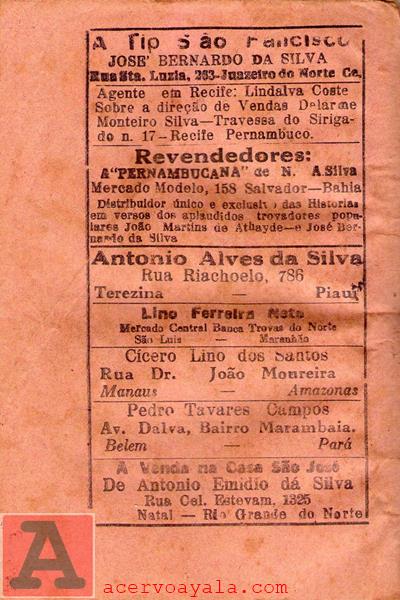 A Tip São Francisco
JOSE' BERNARDO DA SILVA
Rua Sta. Luzia, 263-Juazeiro do Norte Ce.
Agente em Recife: Lindalva Coste
Sobre a direção de Vendas Delarme
Monteiro Silva—Travessa do Siriga-
do n. 17-Recife Pernambuco.
Revendedores:
A "PERNAMBUCANA" de N. A.Silva
Mercado Modelo, 158 Salvador—Bahia
Distribuidor único e exclusivo das Historias
em versos dos aplaudidos trovadores popu-
lares João Martins de Athayde—e José Ber-
nardo da Silva
Antonio Alves da Silva
Rua Riachoelo, 786
Terezina — Piauí
Lino Ferreira Neto
Mercado Central Banca Trovas do Norte
São Luis — Maranhão
Cícero Lino dos Santos
Rua Dr. João Moureira
Manaus — Amazonas
Pedro Tavares Campos
Av. Dalva, Bairro Marambaia.
Belem — Pará
A Venda na Casa São José
De Antonio Emidio dá Silva
Rua Cel. Estevam, 1325
Natal — Rio Grande do Norte
A
acervoayala.com